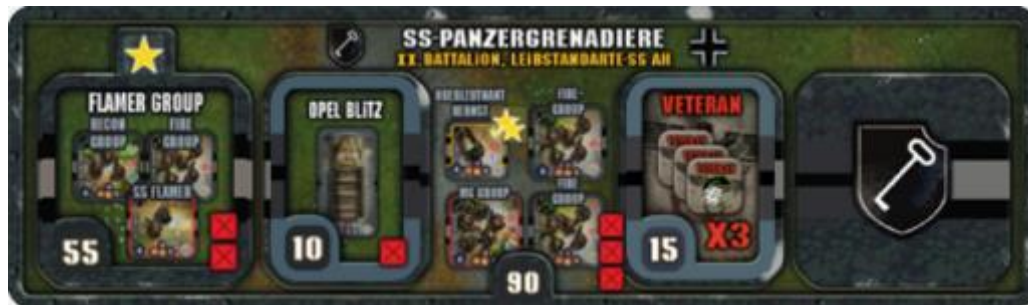 SS-PANZERGRENADIERE
XX. BATTALION, LEIBSTANDARTE-SS AH
FLAMER GROUP
RECON GROUP
FIRE GROUP
SS FLAMER
55
OPEL BLITZ
10
FIRE-GROUP
MG GROUP
FIRE GROUP
90
VETERAN
X3
15